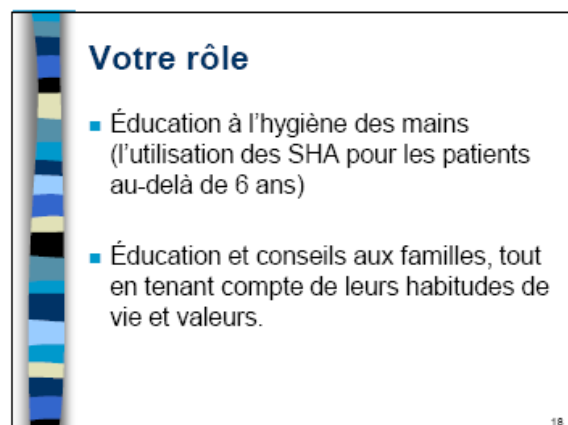 Votre rôle
■ Éducation à l'hygiène des mains
(l'utilisation des SHA pour les patients
au-delà de 6 ans)
■ Éducation et conseils aux familles, tout
en tenant compte de leurs habitudes de
vie et valeurs.
18